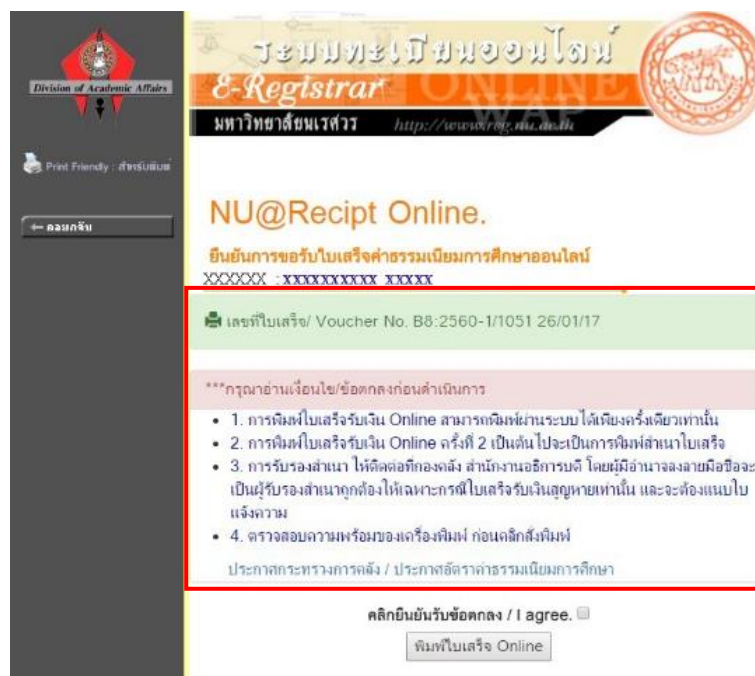 ระบบทะเบียนออนไลน์
E-Registrar ONLINE
WAP
มหาวิทยาลัยนเรศวร http://www.reg.nu.ac.th
Division of Academic Affairs
Print Friendly : สำหรับพิมพ์
ถอยกลับ
NU@Recipt Online.
ยืนยันการขอรับใบเสร็จค่าธรรมเนียมการศึกษาออนไลน์
XXXXXX : XXXXXXXXXX XXXXX
เลขที่ใบเสร็จ/ Voucher No. B8:2560-1/1051 26/01/17
***กรุณาอ่านเงื่อนไข/ข้อตกลงก่อนดำเนินการ
1. การพิมพ์ใบเสร็จรับเงิน Online สามารถพิมพ์ผ่านระบบได้เพียงครั้งเดียวเท่านั้น
2. การพิมพ์ใบเสร็จรับเงิน Online ครั้งที่ 2 เป็นต้นไปจะเป็นการพิมพ์สำเนาใบเสร็จ
3. การรับรองสำเนา ให้ติดต่อที่กองคลัง สำนักงานอธิการบดี โดยผู้มีอำนาจลงลายมือชื่อจะ
เป็นผู้รับรองสำเนาถูกต้องให้เฉพาะกรณีใบเสร็จรับเงินสูญหายเท่านั้น และจะต้องแนบใบ
แจ้งความ
4. ตรวจสอบความพร้อมของเครื่องพิมพ์ ก่อนคลิกสั่งพิมพ์
ประกาศกระทรวงการคลัง / ประกาศอัตราค่าธรรมเนียมการศึกษา
คลิกยืนยันรับข้อตกลง / I agree.
พิมพ์ใบเสร็จ Online